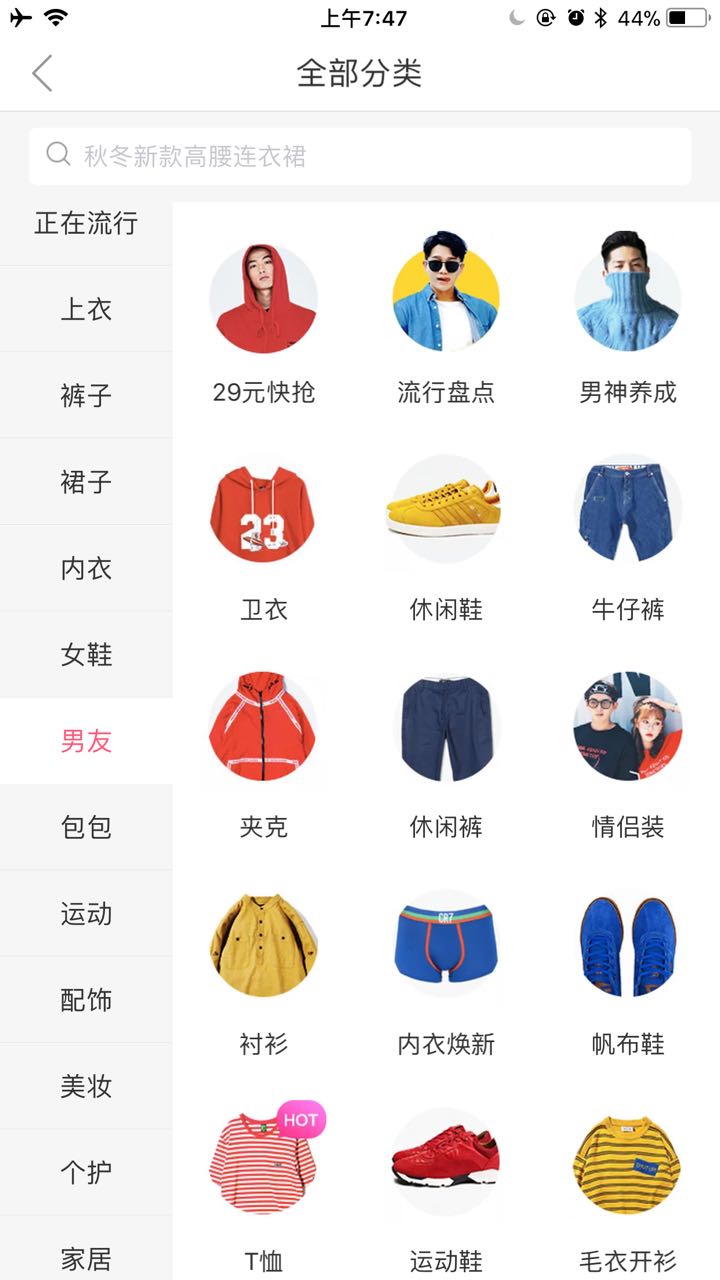 上午7:47
44%
全部分类
秋冬新款高腰连衣裙
正在流行
上衣
裤子
裙子
内衣
女鞋
男友
包包
运动
配饰
美妆
个护
家居
29元快抢
流行盘点
男神养成
23
卫衣
休闲鞋
牛仔裤
夹克
休闲裤
情侣装
衬衫
CR7
内衣焕新
帆布鞋
HOT
T恤
运动鞋
毛衣开衫